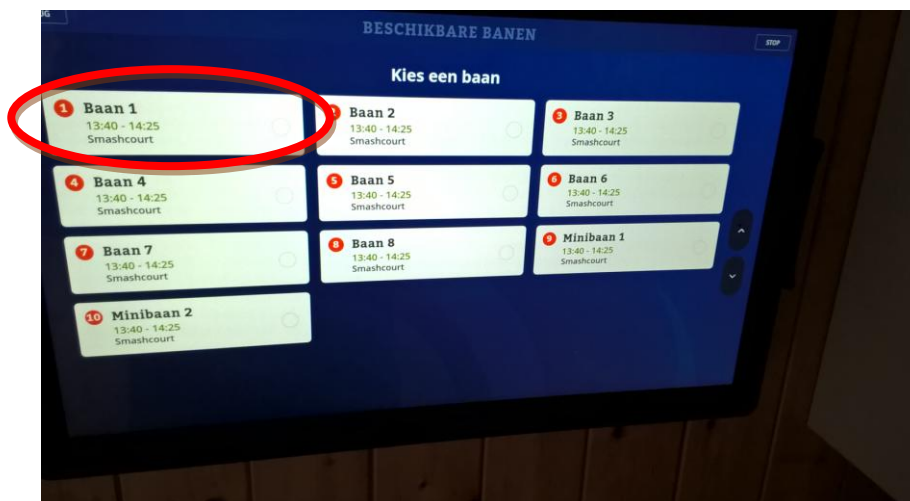 BESCHIKBARE BANEN
STOP
Kies een baan
1 Baan 1
13:40 - 14:25
Smashcourt
Baan 2
13:40 - 14:25
Smashcourt
3 Baan 3
13:40 - 14:25
Smashcourt
4 Baan 4
13:40 - 14:25
Smashcourt
5 Baan 5
13:40 - 14:25
Smashcourt
6 Baan 6
13:40 - 14:25
Smashcourt
7 Baan 7
13:40 - 14:25
Smashcourt
8 Baan 8
13:40 - 14:25
Smashcourt
9 Minibaan 1
13:40 - 14:25
Smashcourt
10 Minibaan 2
13:40 - 14:25
Smashcourt